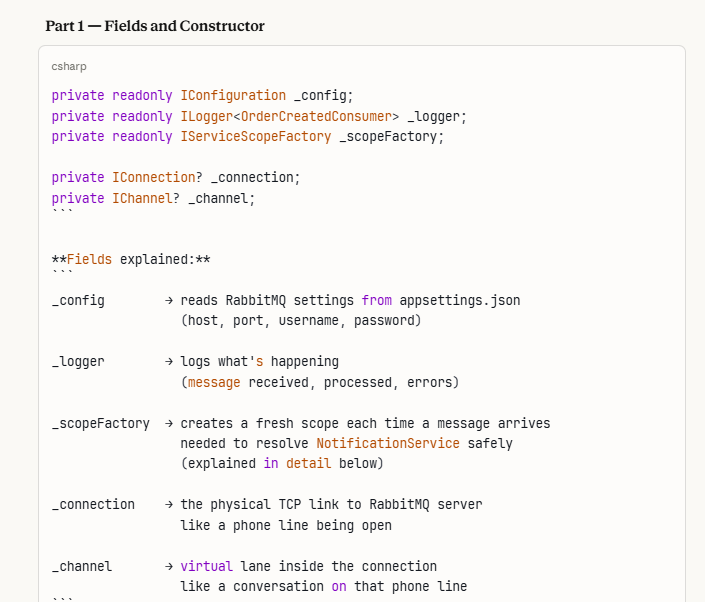 Part 1 — Fields and Constructor
csharp
private readonly IConfiguration _config;
private readonly ILogger<OrderCreatedConsumer> _logger;
private readonly IServiceScopeFactory _scopeFactory;
private IConnection? _connection;
private IChannel? _channel;
```
**Fields explained:**
```
_config        → reads RabbitMQ settings from appsettings.json
(host, port, username, password)
_logger        → logs what's happening
(message received, processed, errors)
_scopeFactory  → creates a fresh scope each time a message arrives
needed to resolve NotificationService safely
(explained in detail below)
_connection    → the physical TCP link to RabbitMQ server
like a phone line being open
_channel       → virtual lane inside the connection
like a conversation on that phone line
```